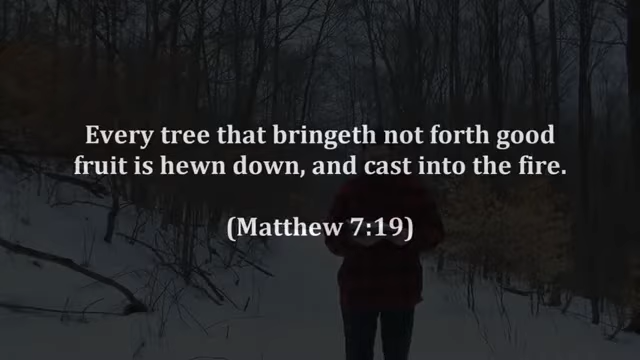 Every tree that bringeth not forth good
fruit is hewn down, and cast into the fire.
(Matthew 7:19)